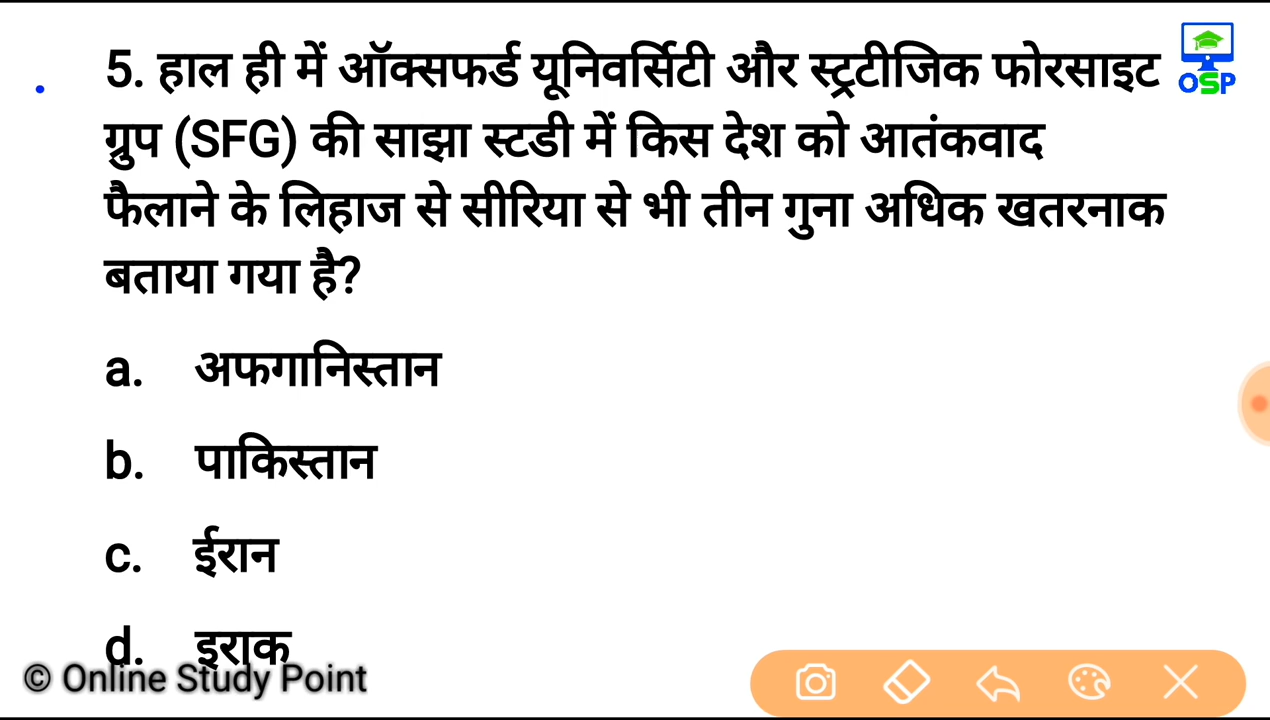 5. हाल ही में ऑक्सफर्ड यूनिवर्सिटी और स्ट्रटीजिक फोरसाइट
OSP
ग्रुप (SFG) की साझा स्टडी में किस देश को आतंकवाद
फैलाने के लिहाज से सीरिया से भी तीन गुना अधिक खतरनाक
बताया गया है?
a. अफगानिस्तान
b. पाकिस्तान
c. ईरान
d. इराक
© Online Study Point